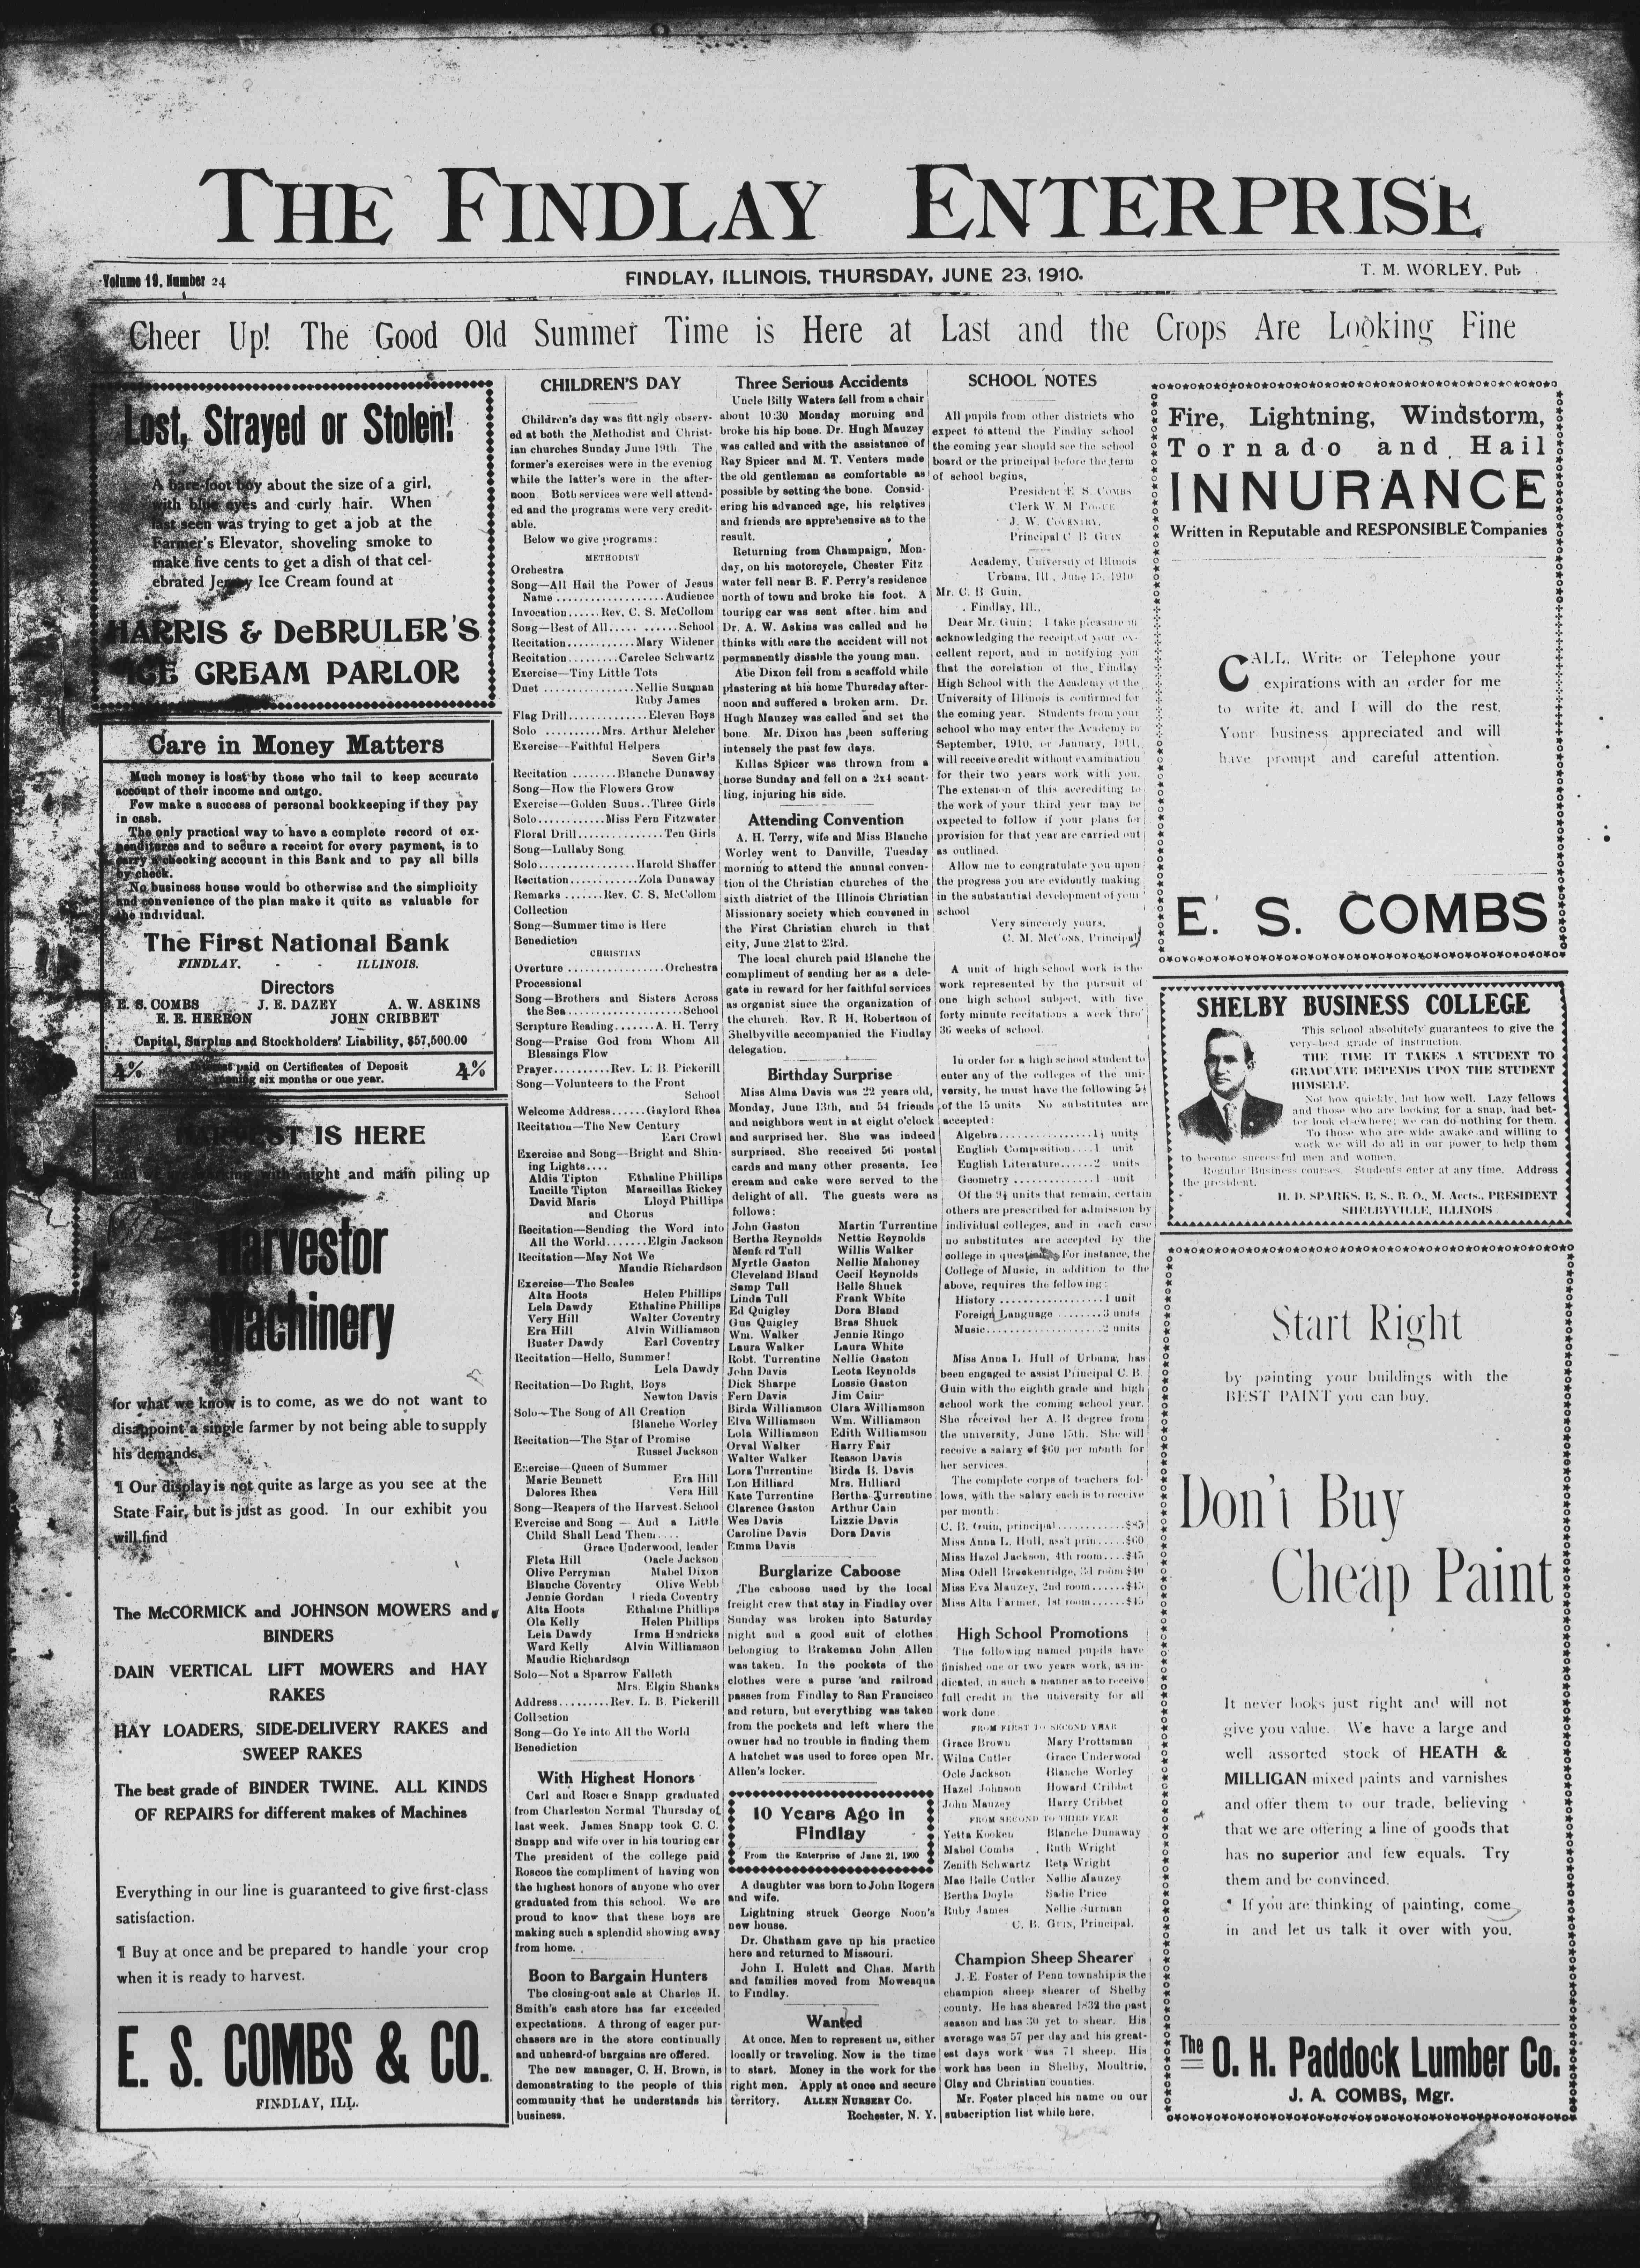 THE FINDLAY ENTERPRISE
Volume 19, Number 24
FINDLAY, ILLINOIS, THURSDAY, JUNE 23, 1910.
T. M. WORLEY, Pub
Cheer Up! The Good Old Summer Time is Here at Last and the Crops Are Looking Fine
Lost, Strayed or Stolen!
A bare-foot boy about the size of a girl,
with blue eyes and curly hair. When
last seen was trying to get a job at the
Farmer's Elevator, shoveling smoke to
make five cents to get a dish of that cel-
ebrated Jersey Ice Cream found at
HARRIS & DeBRULER'S
ICE CREAM PARLOR
Care in Money Matters
Much money is lost by those who fail to keep accurate
account of their income and outgo.
Few make a success of personal bookkeeping if they pay
in cash.
The only practical way to have a complete record of ex-
penditures and to secure a receipt for every payment, is to
carry a checking account in this Bank and to pay all bills
by check.
No business house would bo otherwise and the simplicity
and convenience of the plan make it quite as valuable for
the individual.
The First National Bank
FINDLAY, - - ILLINOIS.
Directors
E. S. COMBS J. E. DAZEY A. W. ASKINS
E. E. HERRON JOHN CRIBBET
Capital, Surplus and Stockholders' Liability, $57,500.00
4% paid on Certificates of Deposit 4%
six months or one year.
HARVEST IS HERE
might and main piling up
Harvestor
Machinery
for what we know is to come, as we do not want to
disappoint a single farmer by not being able to supply
his demands.
¶ Our display is not quite as large as you see at the
State Fair, but is just as good. In our exhibit you
will find
The McCORMICK and JOHNSON MOWERS and
BINDERS
DAIN VERTICAL LIFT MOWERS and HAY
RAKES
HAY LOADERS, SIDE-DELIVERY RAKES and
SWEEP RAKES
The best grade of BINDER TWINE. ALL KINDS
OF REPAIRS for different makes of Machines
Everything in our line is guaranteed to give first-class
satisfaction.
¶ Buy at once and be prepared to handle your crop
when it is ready to harvest.
E. S. COMBS & CO.
FINDLAY, ILL.
CHILDREN'S DAY
Children's day was fitt ngly observ-
ed at both the Methodist and Christ-
ian churches Sunday June 19th The
former's exercises were in the evening
while the latter's were in the after-
noon Both services were well attend-
ed and the programs were very credit-
able.
Below we give programs:
METHODIST
Orchestra
Song—All Hail the Power of Jesus
Name....................Audience
Invocation......Rev. C. S. McCollom
Song—Best of All...........School
Recitation............Mary Widener
Recitation.........Carolee Schwartz
Exercise—Tiny Little Tots
Duet.................Nellie Surman
Ruby James
Flag Drill.............Eleven Boys
Solo..........Mrs. Arthur Melcher
Exercise—Faithful Helpers
Seven Gir's
Recitation ........Blanche Dunaway
Song—How the Flowers Grow
Exercise—Golden Suns..Three Girls
Solo............Miss Fern Fitzwater
Floral Drill...............Ten Girls
Song—Lullaby Song
Solo.................Harold Shaffer
Recitation............Zola Dunaway
Remarks.......Rev. C. S. McCollom
Collection
Song—Summer time is Here
Benediction
CHRISTIAN
Overture.................Orchestra
Processional
Song—Brothers and Sisters Across
the Sea.....................School
Scripture Reading.......A. H. Terry
Song—Praise God from Whom All
Blessings Flow
Prayer..........Rev. L. B. Pickerill
Song—Volunteers to the Front
School
Welcome Address......Gaylord Rhea
Recitation—The New Century
Earl Crowl
Exercise and Song—Bright and Shin-
ing Lights....
Aldis Tipton Ethaline Phillips
Lucille Tipton Marseillas Rickey
David Maris Lloyd Phillips
and Chorus
Recitation—Sending the Word into
All the World.......Elgin Jackson
Recitation—May Not We
Maudie Richardson
Exercise—The Scales
Alta Hoots Helen Phillips
Lela Dawdy Ethaline Phillips
Very Hill Walter Coventry
Era Hill Alvin Williamson
Buster Dawdy Earl Coventry
Recitation—Hello, Summer!
Lela Dawdy
Recitation—Do Right, Boys
Newton Davis
Solo—The Song of All Creation
Blanche Worley
Recitation—The Star of Promise
Russel Jackson
Exercise—Queen of Summer
Marie Bennett Era Hill
Delores Rhea Vera Hill
Song—Reapers of the Harvest.School
Exercise and Song — And a Little
Child Shall Lead Them....
Grace Underwood, leader
Fleta Hill Oacle Jackson
Olive Perryman Mabel Dixon
Blanche Coventry Olive Webb
Jennie Gordan rieda Coventry
Alta Hoots Ethaline Phillips
Ola Kelly Helen Phillips
Lela Dawdy Irma Hendricks
Ward Kelly Alvin Williamson
Maudie Richardson
Solo—Not a Sparrow Falleth
Mrs. Elgin Shanks
Address.........Rev. L. B. Pickerill
Collection
Song—Go Ye into All the World
Benediction
With Highest Honors
Carl and Roscoe Snapp graduated
from Charleston Normal Thursday of
last week. James Snapp took C. C.
Snapp and wife over in his touring car
The president of the college paid
Roscoe the compliment of having won
the highest honors of anyone who ever
graduated from this school. We are
proud to know that these boys are
making such a splendid showing away
from home.
Boon to Bargain Hunters
The closing-out sale at Charles H.
Smith's cash store has far exceeded
expectations. A throng of eager pur-
chasers are in the store continually
and unheard-of bargains are offered.
The new manager, C. H. Brown, is
demonstrating to the people of this
community that he understands his
business.
Three Serious Accidents
Uncle Billy Waters fell from a chair
about 10:30 Monday morning and
broke his hip bone. Dr. Hugh Mauzey
was called and with the assistance of
Ray Spicer and M. T. Venters made
the old gentleman as comfortable as
possible by setting the bone. Consid-
ering his advanced age, his relatives
and friends are apprehensive as to the
result.
Returning from Champaign, Mon-
day, on his motorcycle, Chester Fitz
water fell near B. F. Perry's residence
north of town and broke his foot. A
touring car was sent after him and
Dr. A. W. Askins was called and he
thinks with care the accident will not
permanently disable the young man.
Abe Dixon fell from a scaffold while
plastering at his home Thursday after-
noon and suffered a broken arm. Dr.
Hugh Mauzey was called and set the
bone. Mr. Dixon has been suffering
intensely the past few days.
Killas Spicer was thrown from a
horse Sunday and fell on a 2x4 scant-
ling, injuring his side.
Attending Convention
A. H. Terry, wife and Miss Blanche
Worley went to Danville, Tuesday
morning to attend the annual conven-
tion of the Christian churches of the
sixth district of the Illinois Christian
Missionary society which convened in
the First Christian church in that
city, June 21st to 23rd.
The local church paid Blanche the
compliment of sending her as a dele-
gate in reward for her faithful services
as organist since the organization of
the church. Rev. R H. Robertson of
Shelbyville accompanied the Findlay
delegation.
Birthday Surprise
Miss Alma Davis was 22 years old,
Monday, June 13th, and 54 friends
and neighbors went in at eight o'clock
and surprised her. She was indeed
surprised. She received 56 postal
cards and many other presents. Ice
cream and cake were served to the
delight of all. The guests were as
follows:
John Gaston Martin Turrentine
Bertha Reynolds Nettie Reynolds
Menf rd Tull Willis Walker
Myrtle Gaston Nellie Mahoney
Cleveland Bland Cecil Reynolds
Samp Tull Belle Shuck
Linda Tull Frank White
Ed Quigley Dora Bland
Gus Quigley Bras Shuck
Wm. Walker Jennie Ringo
Laura Walker Laura White
Robt. Turrentine Nellie Gaston
John Davis Leota Reynolds
Dick Sharpe Lossie Gaston
Fern Davis Jim Cain
Birda Williamson Clara Williamson
Elva Williamson Wm. Williamson
Lola Williamson Edith Williamson
Orval Walker Harry Fair
Walter Walker Reason Davis
Lora Turrentine Birda B. Davis
Lon Hilliard Mrs. Hilliard
Kate Turrentine Bertha Turrentine
Clarence Gaston Arthur Cain
Wes Davis Lizzie Davis
Caroline Davis Dora Davis
Emma Davis
Burglarize Caboose
The caboose used by the local
freight crew that stay in Findlay over
Sunday was broken into Saturday
night and a good suit of clothes
belonging to Brakeman John Allen
was taken. In the pockets of the
clothes were a purse and railroad
passes from Findlay to San Francisco
and return, but everything was taken
from the pockets and left where the
owner had no trouble in finding them
A hatchet was used to force open Mr.
Allen's locker.
10 Years Ago in
Findlay
From the Enterprise of June 21, 1900
A daughter was born to John Rogers
and wife.
Lightning struck George Noon's
new house.
Dr. Chatham gave up his practice
here and returned to Missouri.
John I. Hulett and Chas. Marth
and families moved from Moweaqua
to Findlay.
Wanted
At once. Men to represent us, either
locally or traveling. Now is the time
to start. Money in the work for the
right men. Apply at once and secure
territory. ALLEN NURSERY CO.
Rochester, N. Y.
SCHOOL NOTES
All pupils from other districts who
expect to attend the Findlay school
the coming year should see the school
board or the principal before the term
of school begins,
President E. S. COMBS
Clerk W M
J. W. COVENTRY,
Principal C B GUIN
Academy, University of Illinois
Urbana, Ill., June 15, 1910
Mr. C. B Guin,
Findlay, Ill.,
Dear Mr. Guin; I take pleasure in
acknowledging the receipt of your ex-
cellent report, and in notifying you
that the corelation of the Findlay
High School with the Academy of the
University of Illinois is confirmed for
the coming year. Students from your
school who may enter the Academy in
September, 1910, or January, 1911,
will receive credit without examination
for their two years work with you.
The extension of this accrediting to
the work of your third year may be
expected to follow if your plans for
provision for that year are carried out
as outlined.
Allow me to congratulate you upon
the progress you are evidently making
in the substantial development of your
school
Very sincerely yours,
C. M. McCONN, Principal
A unit of high school work is the
work represented by the pursuit of
one high school subject, with five
forty minute recitations a week thro'
36 weeks of school.
In order for a high school student to
enter any of the colleges of the uni-
versity, he must have the following 5½
of the 15 units No substitutes are
accepted:
Algebra................1½ units
English Composition....1 unit
English Literature......2 units
Geometry..............1 unit
Of the 9½ units that remain, certain
others are prescribed for admission by
individual colleges, and in each case
no substitutes are accepted by the
college in question. For instance, the
College of Music, in addition to the
above, requires the following:
History..................1 unit
Foreign Language........3 units
Music....................2 units
Miss Anna L. Hull of Urbana, has
been engaged to assist Principal C. B.
Guin with the eighth grade and high
school work the coming school year.
She received her A. B degree from
the university, June 15th. She will
receive a salary of $60 per month for
her services.
The complete corps of teachers fol-
lows, with the salary each is to receive
per month:
C. B. Guin, principal............$85
Miss Anna L. Hull, ass't prin.....$60
Miss Hazel Jackson, 4th room....$45
Miss Odell Breekenridge, 3d room $40
Miss Eva Mauzey, 2nd room......$45
Miss Alta Farmer, 1st room......$45
High School Promotions
The following named pupils have
finished one or two years work, as in-
dicated, in such a manner as to receive
full credit in the university for all
work done
FROM FIRST TO SECOND YEAR
Grace Brown Mary Prottsman
Wilna Cutler Grace Underwood
Ocle Jackson Blanche Worley
Hazel Johnson Howard Cribbet
John Mauzey Harry Cribbet
FROM SECOND TO THIRD YEAR
Yetta Kooken Blanche Dunaway
Mabel Combs Ruth Wright
Zenith Schwartz Reta Wright
Mae Belle Cutler Nellie Mauzey
Bertha Doyle Sadie Price
Ruby James Nellie Surman
C. B. GUIN, Principal.
Champion Sheep Shearer
J. E. Foster of Penn township is the
champion sheep shearer of Shelby
county. He has sheared 1832 the past
season and has 30 yet to shear. His
average was 57 per day and his great-
est days work was 71 sheep. His
work has been in Shelby, Moultrie,
Clay and Christian counties.
Mr. Foster placed his name on our
subscription list while here.
Fire, Lightning, Windstorm,
Tornado and Hail
INNURANCE
Written in Reputable and RESPONSIBLE Companies
CALL, Write or Telephone your
expirations with an order for me
to write it, and I will do the rest.
Your business appreciated and will
have prompt and careful attention.
E. S. COMBS
SHELBY BUSINESS COLLEGE
This school absolutely guarantees to give the
very best grade of instruction.
THE TIME IT TAKES A STUDENT TO
GRADUATE DEPENDS UPON THE STUDENT
HIMSELF.
Not how quickly, but how well. Lazy fellows
and those who are looking for a snap, had bet-
ter look elsewhere; we can do nothing for them.
To those who are wide awake and willing to
work we will do all in our power to help them
to become successful men and women.
Regular Business courses. Students enter at any time. Address
the president.
H. D. SPARKS, B. S., B. O., M. Accts., PRESIDENT
SHELBYVILLE, ILLINOIS
Start Right
by painting your buildings with the
BEST PAINT you can buy.
Don't Buy
Cheap Paint
It never looks just right and will not
give you value. We have a large and
well assorted stock of HEATH &
MILLIGAN mixed paints and varnishes
and offer them to our trade, believing
that we are offering a line of goods that
has no superior and few equals. Try
them and be convinced.
If you are thinking of painting, come
in and let us talk it over with you.
The O. H. Paddock Lumber Co.
J. A. COMBS, Mgr.